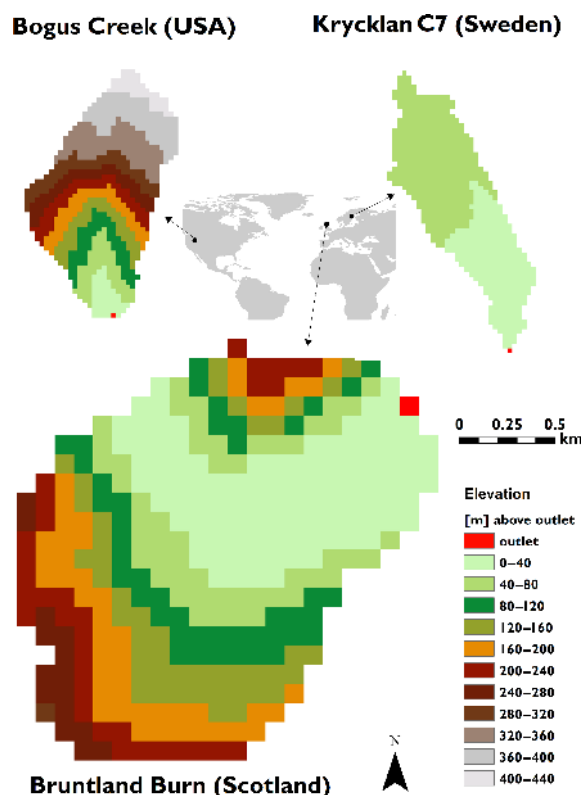 Bogus Creek (USA)
Krycklan C7 (Sweden)
0 0.25 0.5
km
Elevation
[m] above outlet
outlet
0–40
40–80
80–120
120–160
160–200
200–240
240–280
280–320
320–360
360–400
400–440
N
Bruntland Burn (Scotland)